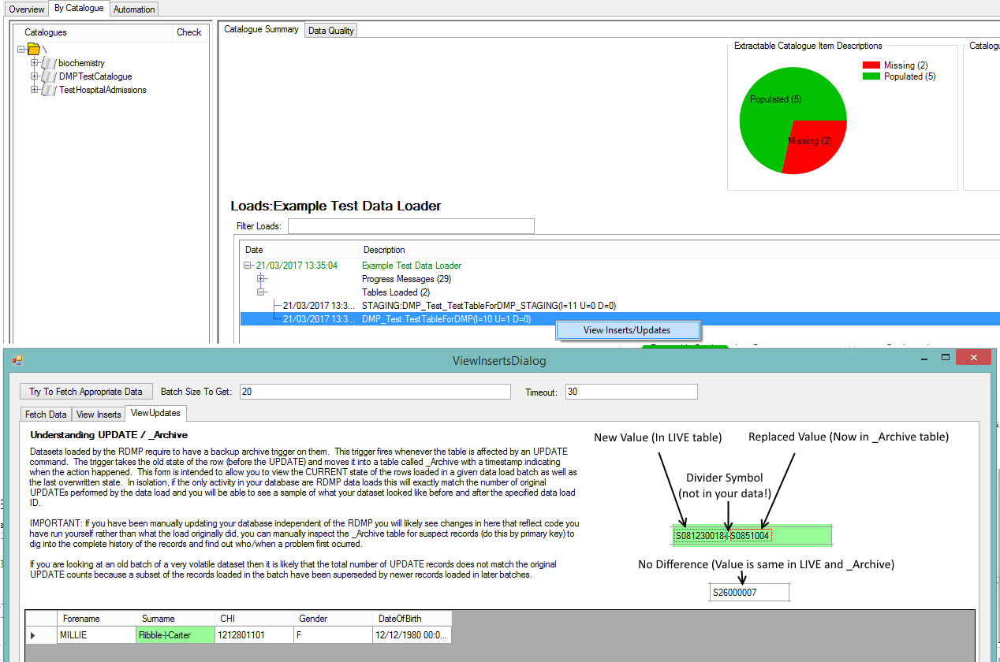 Overview By Catalogue Automation
Catalogues Check
\
biochemistry
DMPTestCatalogue
TestHospitalAdmissions
Catalogue Summary Data Quality
Extractable Catalogue Item Descriptions
Missing (2)
Populated (5)
Populated (5)
Missing (2)
Loads:Example Test Data Loader
Filter Loads:
Date Description
21/03/2017 13:35:04 Example Test Data Loader
Progress Messages (29)
Tables Loaded (2)
21/03/2017 13:3... STAGING:DMP_Test_TestTableForDMP_STAGING(I=11 U=0 D=0)
21/03/2017 13:3... DMP_Test.TestTableForDMP(I=10 U=1 D=0)
View Inserts/Updates
ViewInsertsDialog
Try To Fetch Appropriate Data Batch Size To Get: 20 Timeout: 30
Fetch Data View Inserts ViewUpdates
Understanding UPDATE / _Archive
Datasets loaded by the RDMP require to have a backup archive trigger on them. This trigger fires whenever the table is affected by an UPDATE
command. The trigger takes the old state of the row (before the UPDATE) and moves it into a table called _Archive with a timestamp indicating
when the action happened. This form is intended to allow you to view the CURRENT state of the rows loaded in a given data load batch as well as
the last overwritten state. In isolation, if the only activity in your database are RDMP data loads this will exactly match the number of original
UPDATEs performed by the data load and you will be able to see a sample of what your dataset looked like before and after the specified data load
ID.
IMPORTANT: If you have been manually updating your database independent of the RDMP you will likely see changes in here that reflect code you
have run yourself rather than what the load originally did, you can manually inspect the _Archive table for suspect records (do this by primary key) to
dig into the complete history of the records and find out who/when a problem first ocurred.
If you are looking at an old batch of a very volatile dataset then it is likely that the total number of UPDATE records does not match the original
UPDATE counts because a subset of the records loaded in the batch have been superseded by newer records loaded in later batches.
New Value (In LIVE table) Replaced Value (Now in _Archive table)
Divider Symbol
(not in your data!)
S081230018-|-S0851004
No Difference (Value is same in LIVE and _Archive)
S26000007
Forename Surname CHI Gender DateOfBirth
MILLIE Flibble-|-Carter 1212801101 F 12/12/1980 00:0...